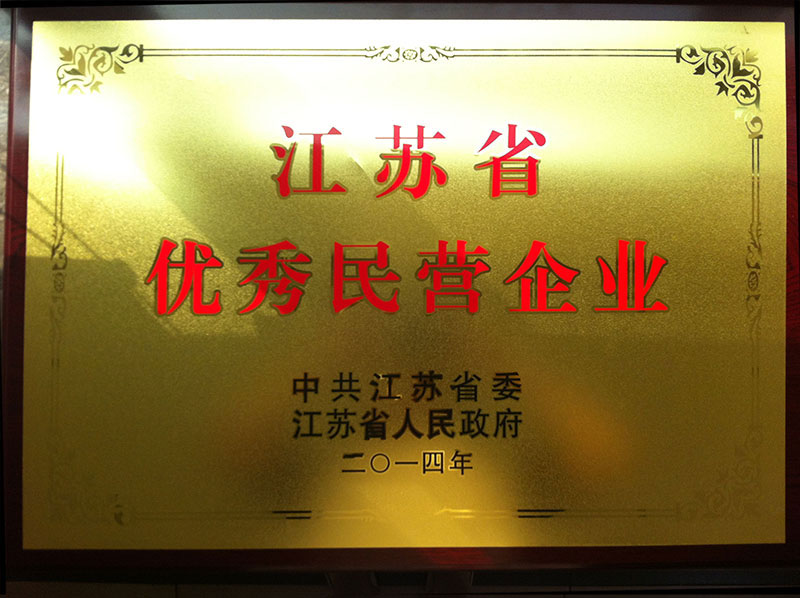 江苏省
优秀民营企业
中共江苏省委
江苏省人民政府
二〇一四年